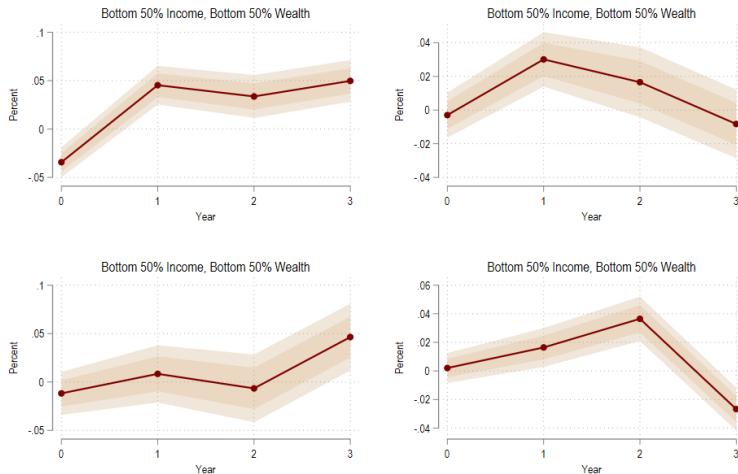 Bottom 50% Income, Bottom 50% Wealth
.1
.05
0
-.05
Percent
0 1 2 3
Year
Bottom 50% Income, Bottom 50% Wealth
.04
.02
0
-.02
-.04
Percent
0 1 2 3
Year
Bottom 50% Income, Bottom 50% Wealth
.1
.05
0
-.05
Percent
0 1 2 3
Year
Bottom 50% Income, Bottom 50% Wealth
.06
.04
.02
0
-.02
-.04
Percent
0 1 2 3
Year